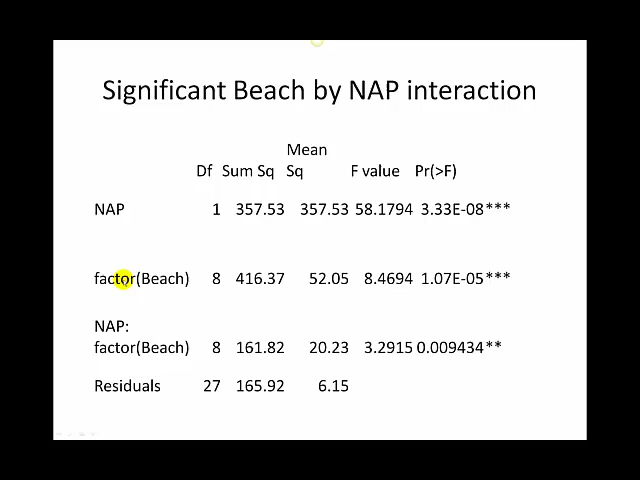 Significant Beach by NAP interaction
Mean
Df Sum Sq Sq F value Pr(>F)
NAP 1 357.53 357.53 58.1794 3.33E-08 ***
factor(Beach) 8 416.37 52.05 8.4694 1.07E-05 ***
NAP:
factor(Beach) 8 161.82 20.23 3.2915 0.009434 **
Residuals 27 165.92 6.15